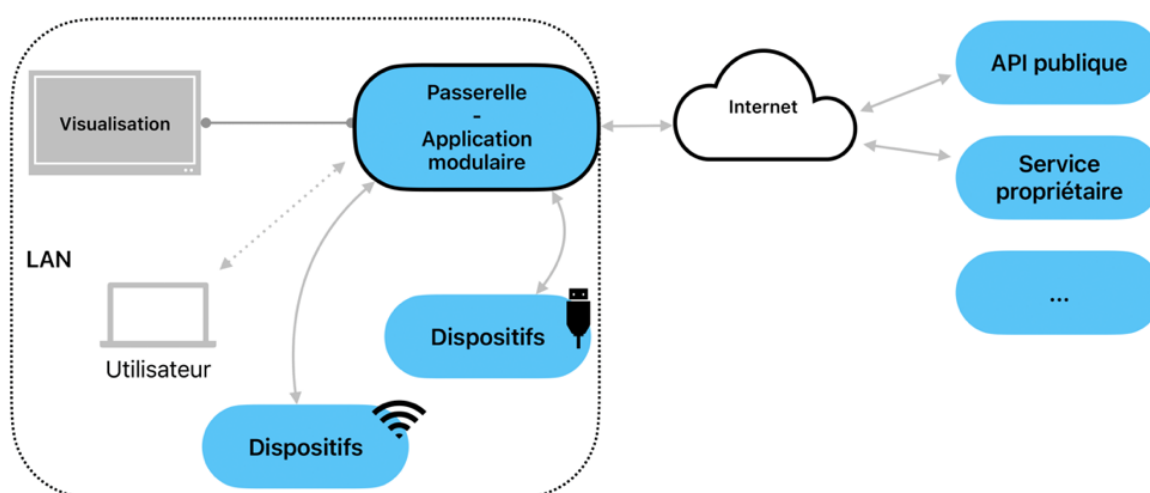 API publique
Passerelle
-
Application
modulaire
Internet
Visualisation
Service
propriétaire
LAN
...
Dispositifs
Utilisateur
Dispositifs